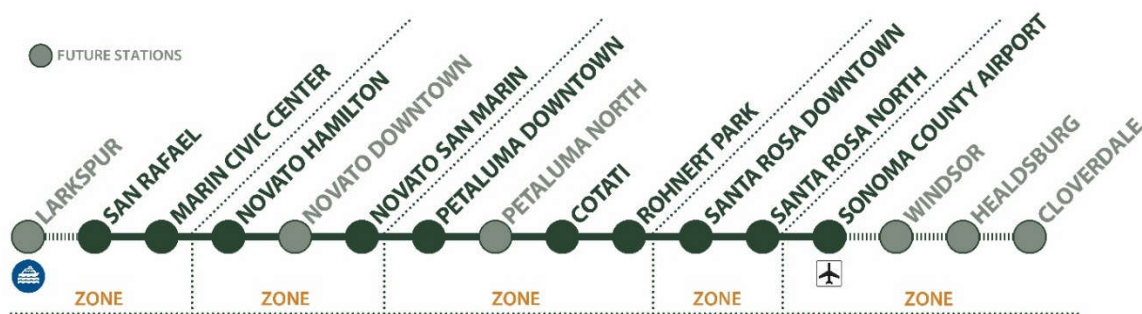 FUTURE STATIONS
LARKSPUR
SAN RAFAEL
MARIN CIVIC CENTER
NOVATO HAMILTON
NOVATO DOWNTOWN
NOVATO SAN MARIN
PETALUMA DOWNTOWN
PETALUMA NORTH
COTATI
ROHNERT PARK
SANTA ROSA DOWNTOWN
SANTA ROSA NORTH
SONOMA COUNTY AIRPORT
WINDSOR
HEALDSBURG
CLOVERDALE
ZONE
ZONE
ZONE
ZONE
ZONE